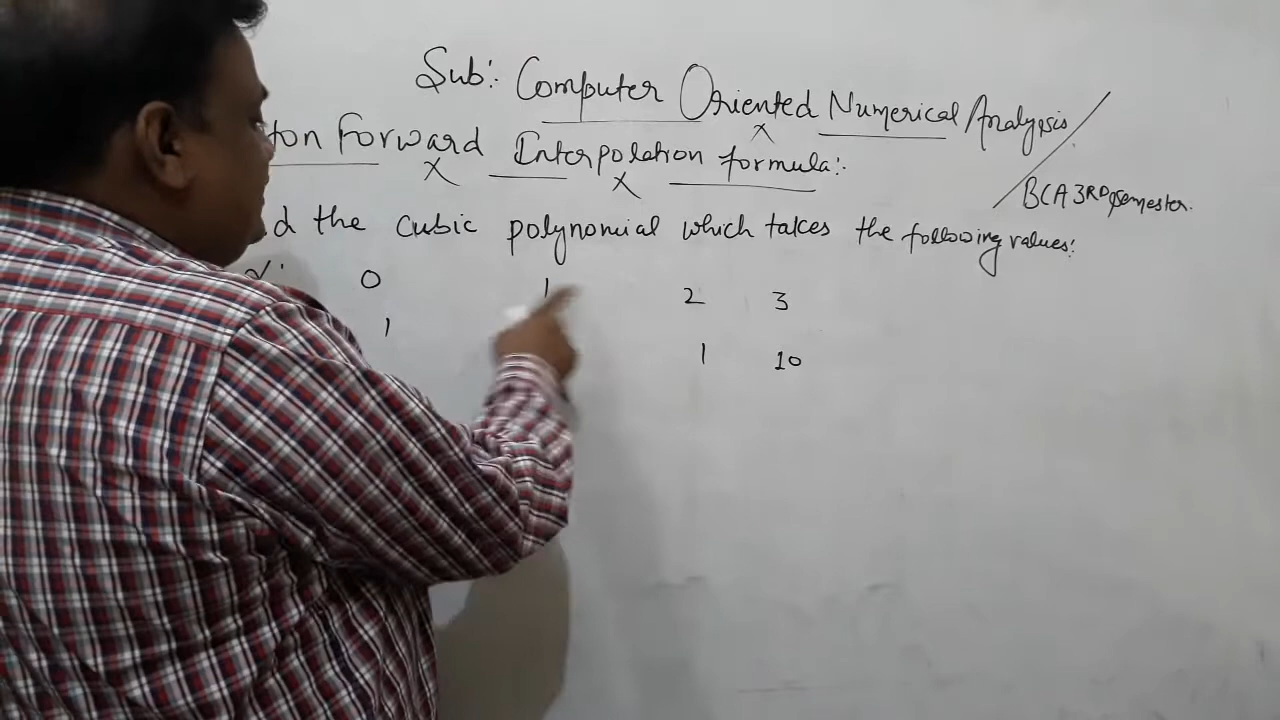 Sub:- Computer Oriented Numerical Analysis
ton Forward Interpolation formula:-
BCA 3RD semester.
d the cubic polynomial which takes the following values:
x: 0 1 2 3
1 1 10